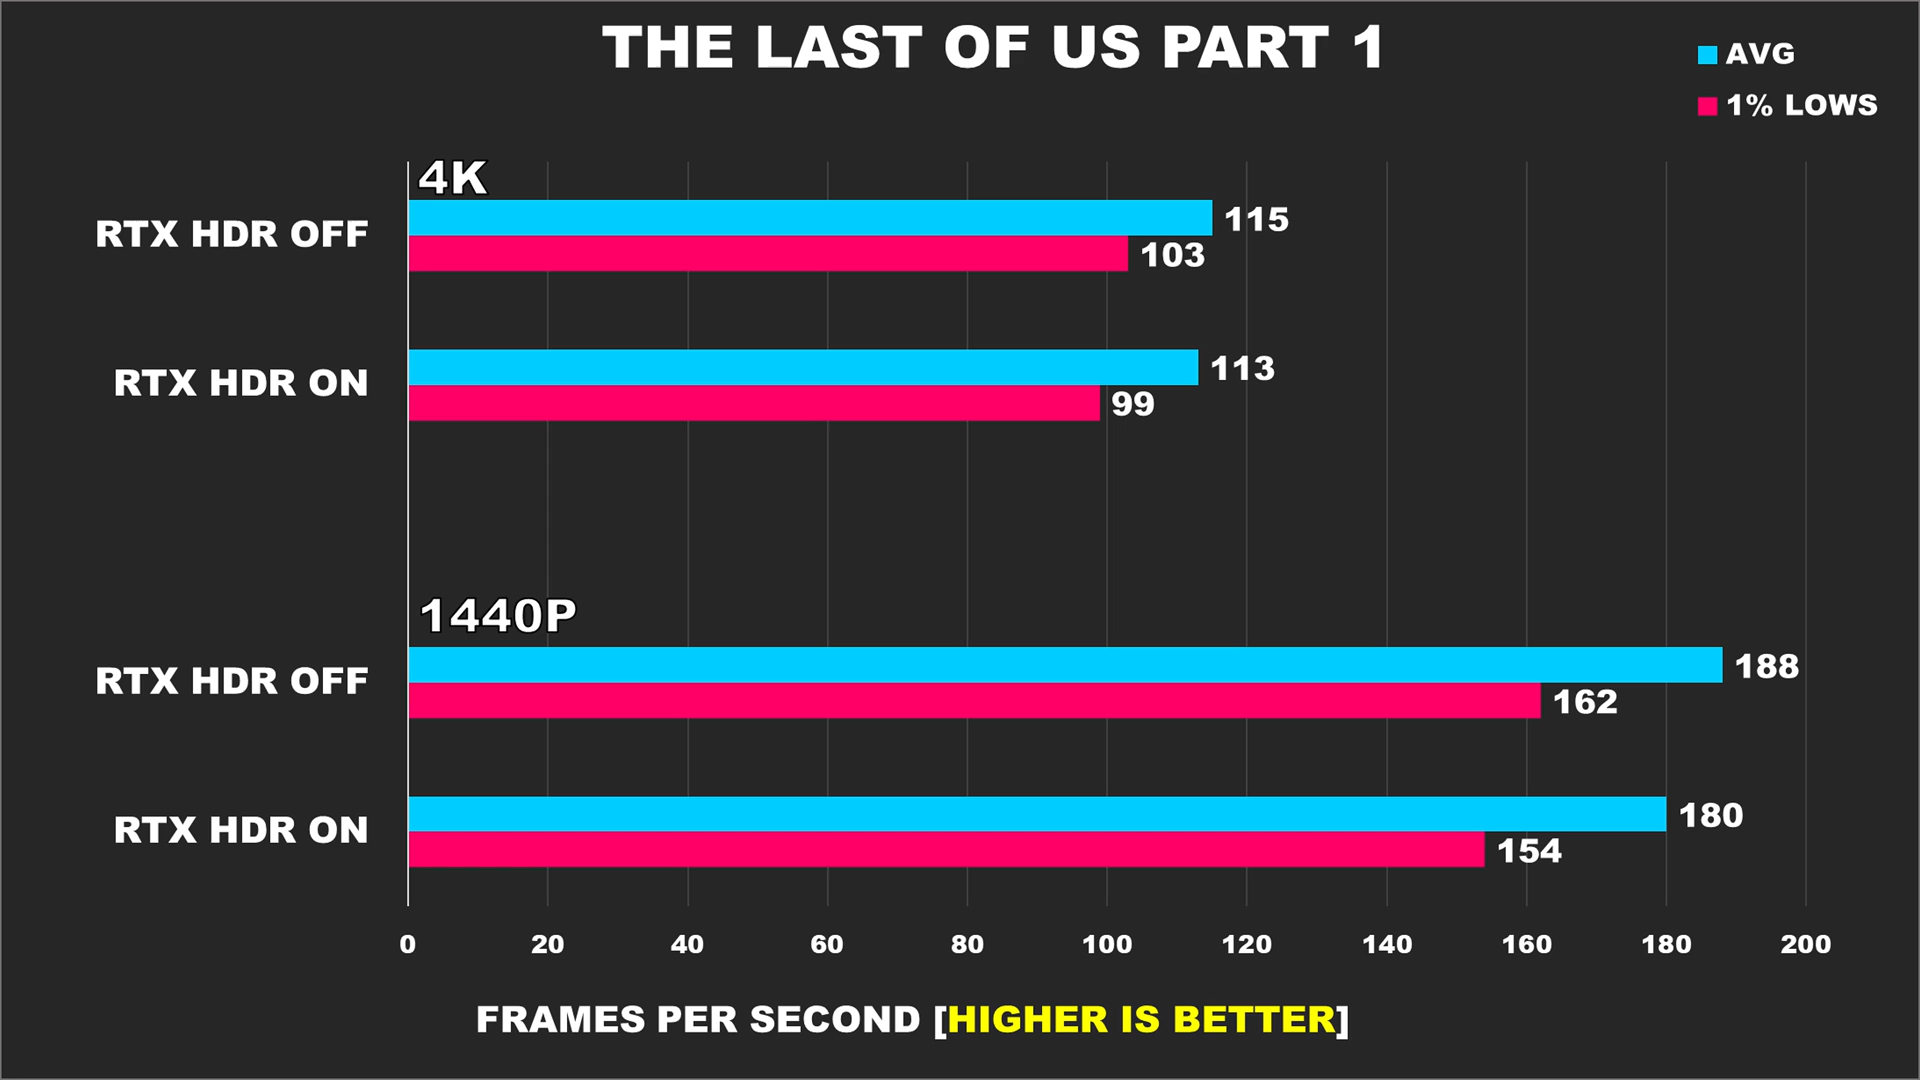 THE LAST OF US PART 1
AVG
1% LOWS
4K
RTX HDR OFF
115
103
RTX HDR ON
113
99
1440P
RTX HDR OFF
188
162
RTX HDR ON
180
154
0 20 40 60 80 100 120 140 160 180 200
FRAMES PER SECOND [HIGHER IS BETTER]